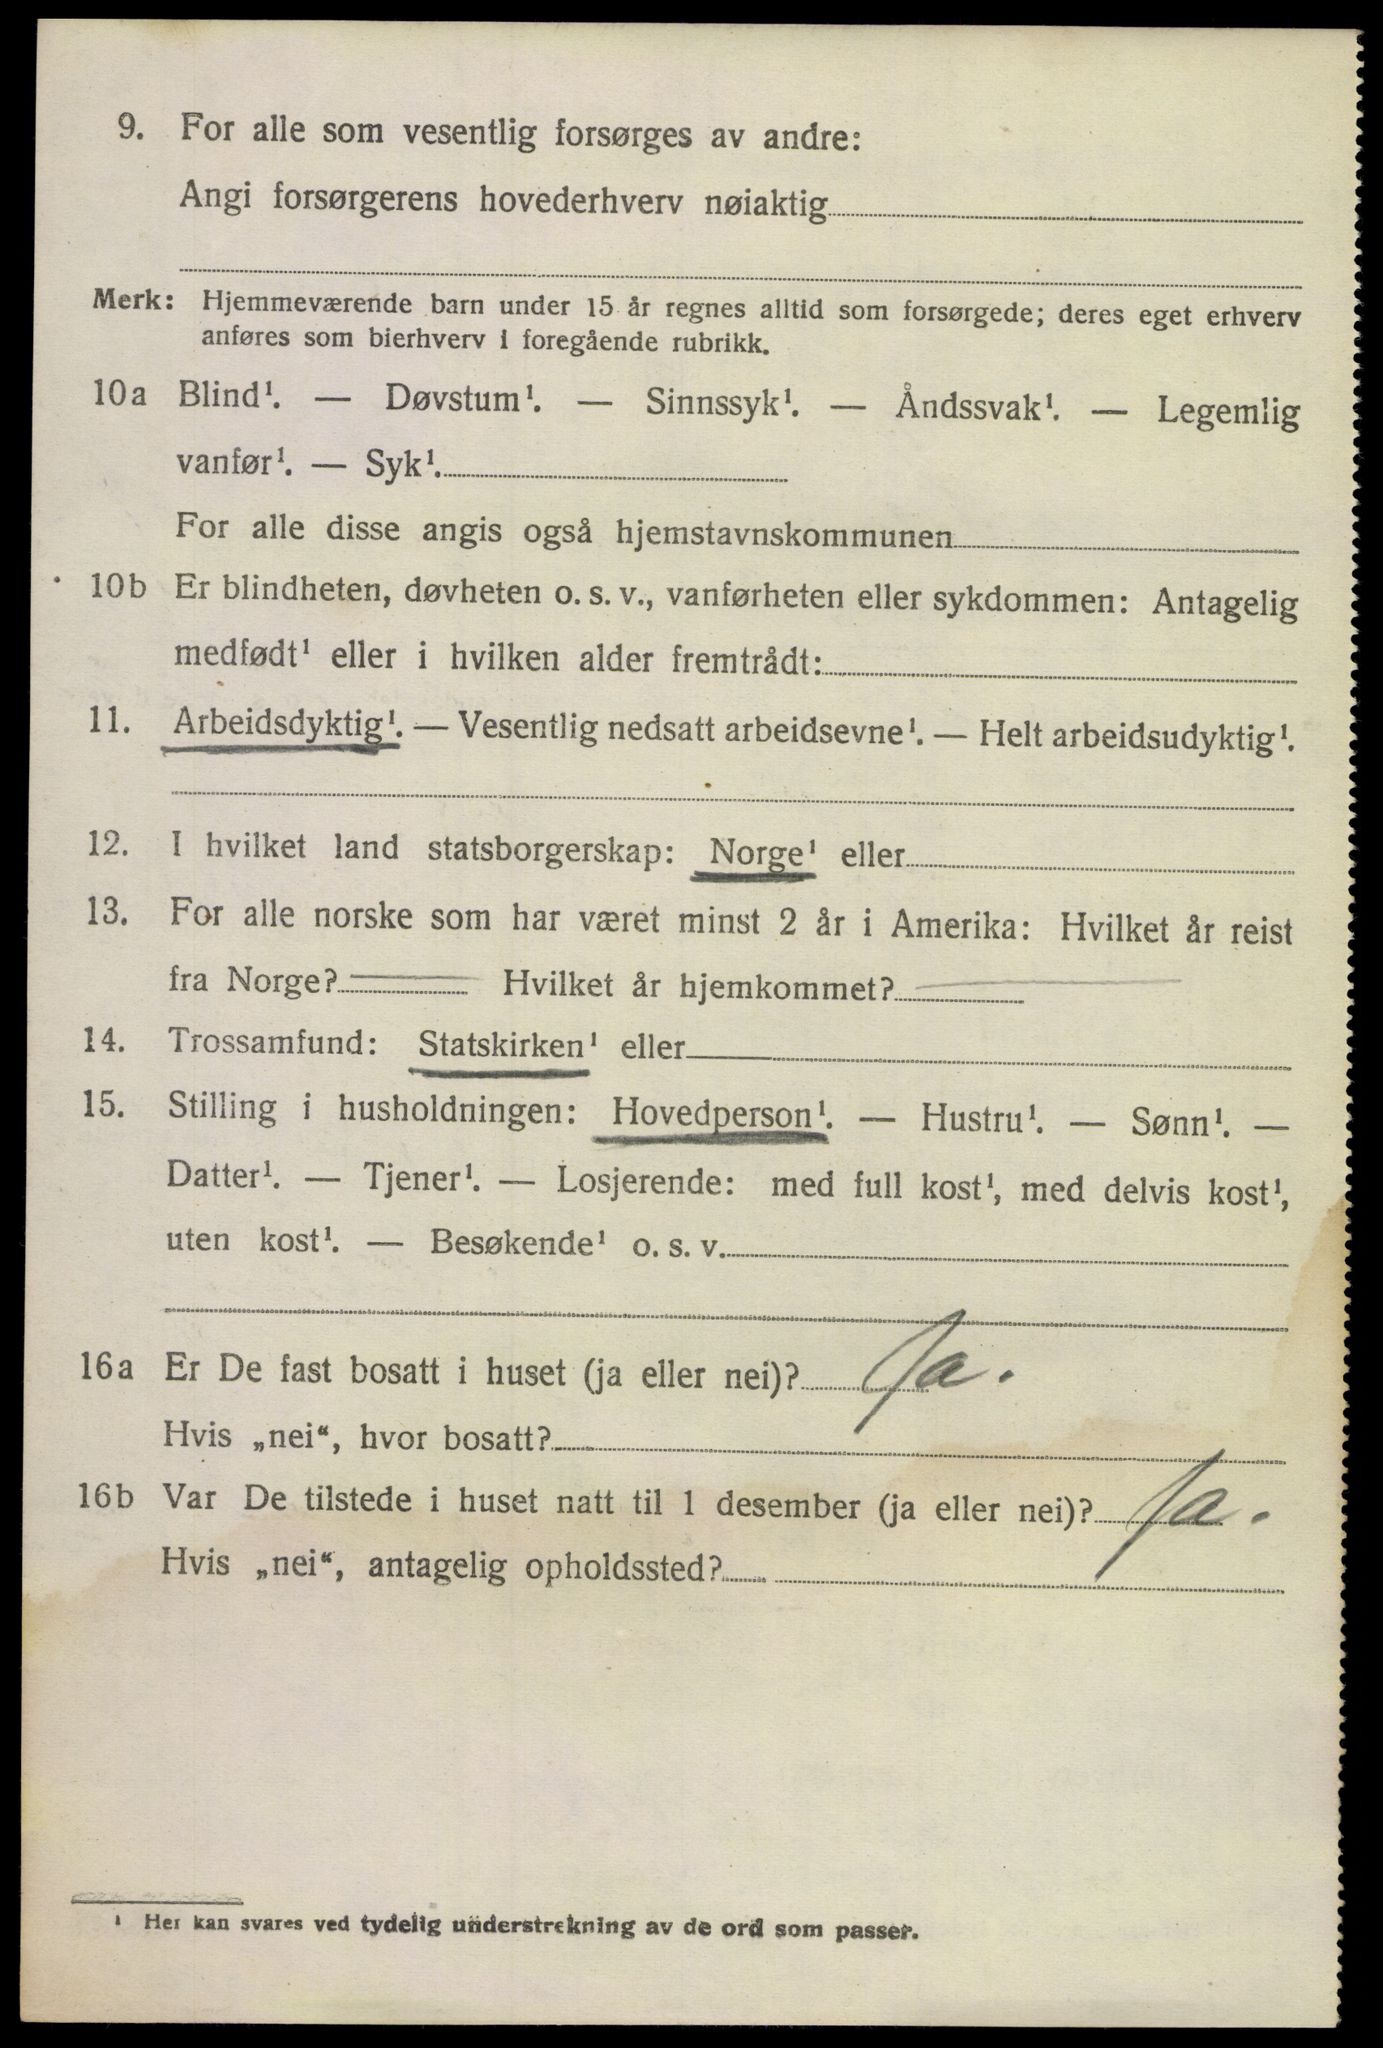 9. For alle som vesentlig forsørges av andre:
Angi forsørgerens hovederhverv nøiaktig
Merk: Hjemmeværende barn under 15 år regnes alltid som forsørgede; deres eget erhverv
anføres som bierhverv i foregående rubrikk.
10a Blind¹. — Døvstum¹. — Sinnssyk¹. — Åndssvak¹. — Legemlig
vanfør¹. — Syk¹.
For alle disse angis også hjemstavnskommunen
10b Er blindheten, døvheten o. s. v., vanførheten eller sykdommen: Antagelig
medfødt¹ eller i hvilken alder fremtrådt:
11. Arbeidsdyktig¹. — Vesentlig nedsatt arbeidsevne¹. — Helt arbeidsudyktig¹.
12. I hvilket land statsborgerskap: Norge¹ eller
13. For alle norske som har været minst 2 år i Amerika: Hvilket år reist
fra Norge? Hvilket år hjemkommet?
14. Trossamfund: Statskirken¹ eller
15. Stilling i husholdningen: Hovedperson¹. — Hustru¹. — Sønn¹. —
Datter¹. — Tjener¹. — Losjerende: med full kost¹, med delvis kost¹,
uten kost¹. — Besøkende¹ o. s. v.
16a Er De fast bosatt i huset (ja eller nei)? Ja.
Hvis „nei“, hvor bosatt?
16b Var De tilstede i huset natt til 1 desember (ja eller nei)? Ja.
Hvis „nei“, antagelig opholdssted?
¹ Her kan svares ved tydelig understrekning av de ord som passer.